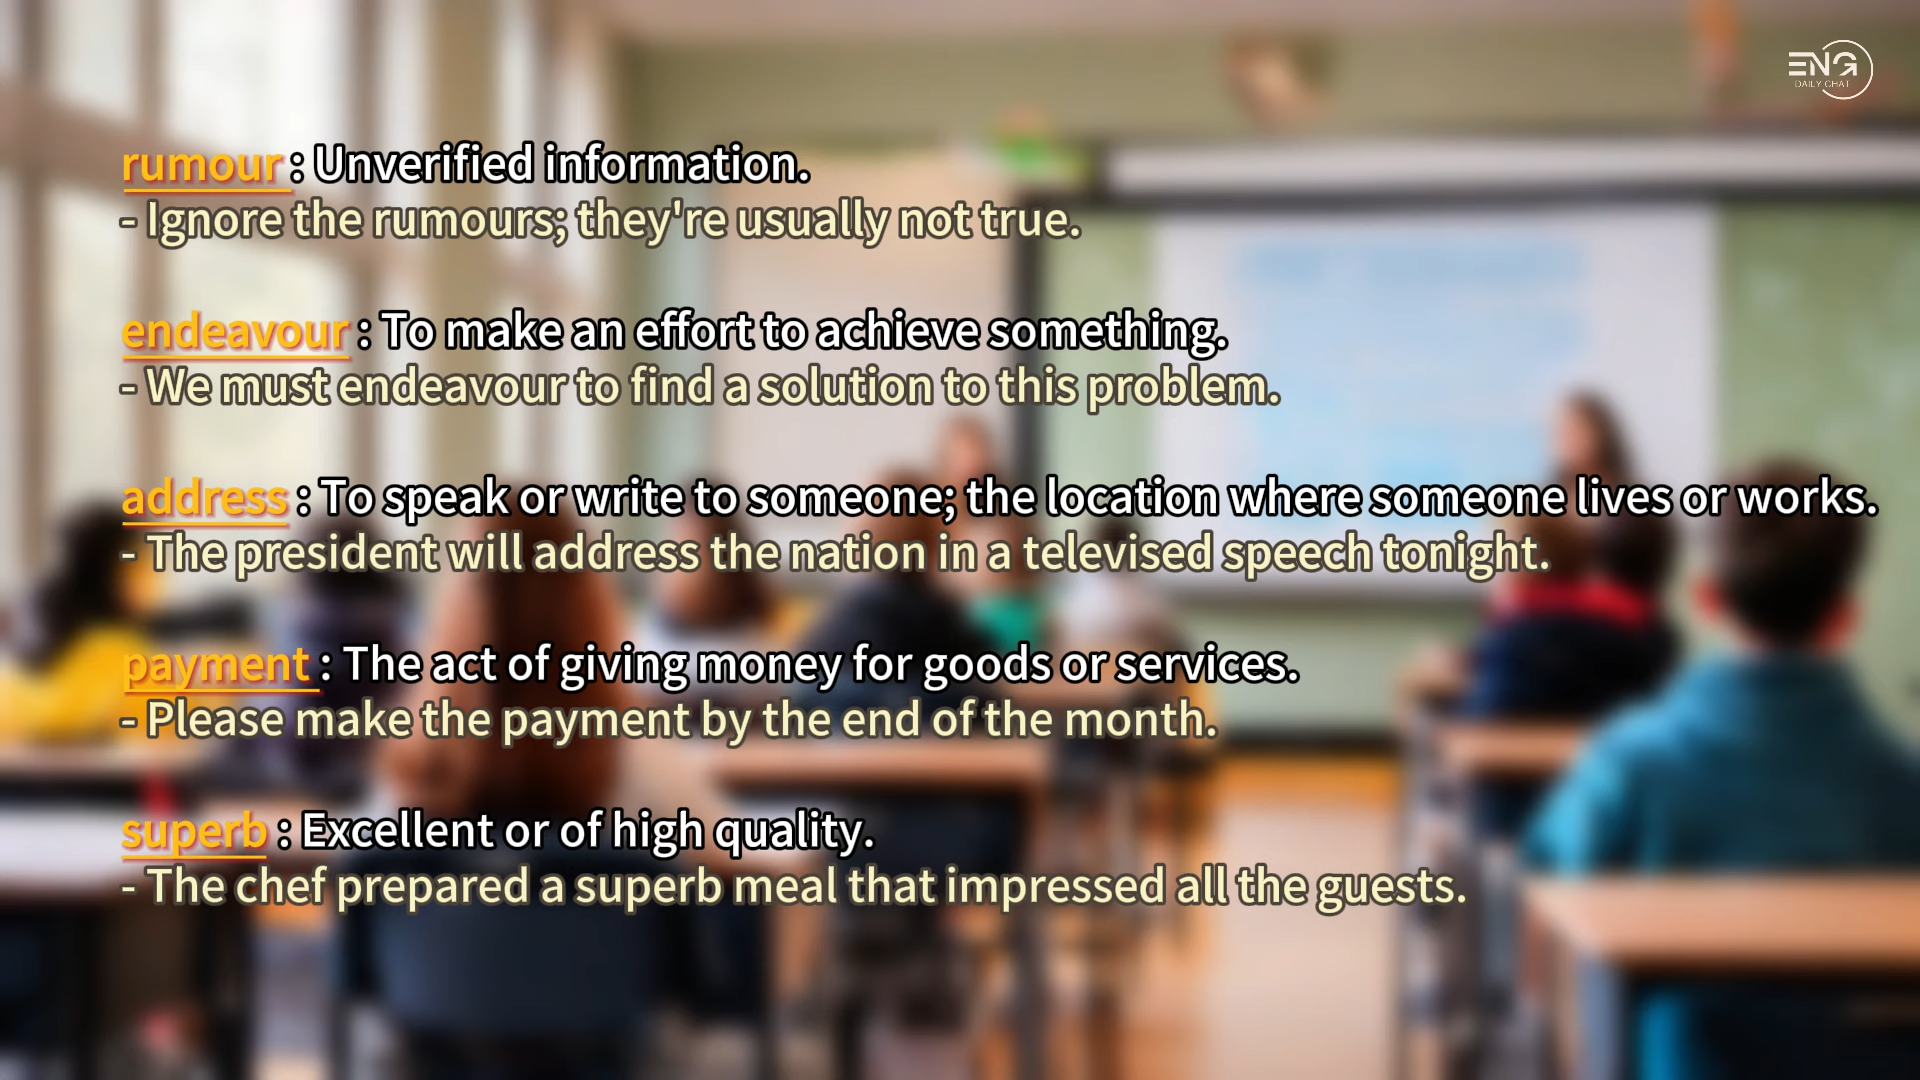 ENG
DAILY CHAT
rumour : Unverified information.
- Ignore the rumours; they're usually not true.
endeavour : To make an effort to achieve something.
- We must endeavour to find a solution to this problem.
address : To speak or write to someone; the location where someone lives or works.
- The president will address the nation in a televised speech tonight.
payment : The act of giving money for goods or services.
- Please make the payment by the end of the month.
superb : Excellent or of high quality.
- The chef prepared a superb meal that impressed all the guests.